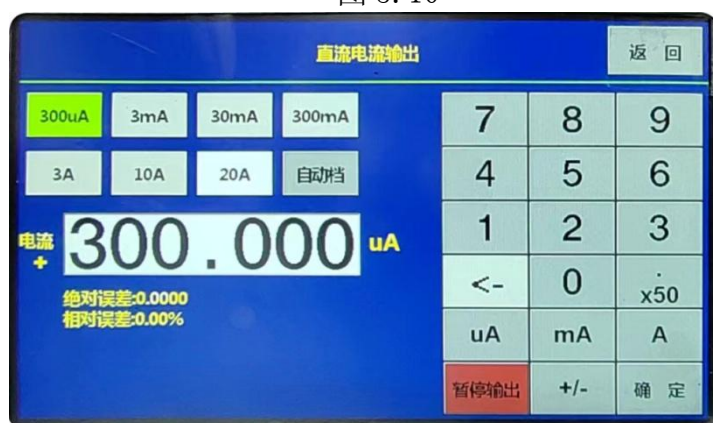 图 3.10
直流电流输出
返 回
300uA 3mA 30mA 300mA
3A 10A 20A 自动档
电流 + 300.000 uA
绝对误差:0.0000
相对误差:0.00%
7 8 9
4 5 6
1 2 3
<- 0 . x50
uA mA A
暂停输出 +/- 确 定